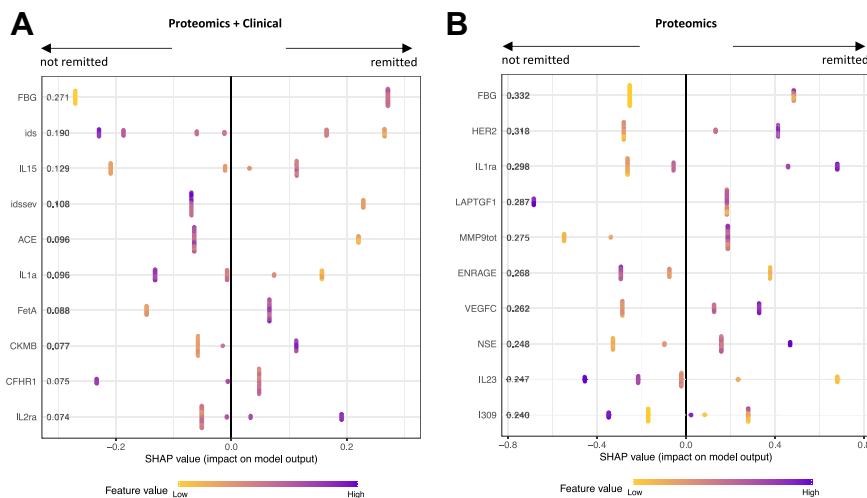 A
Proteomics + Clinical
not remitted
remitted
FBG 0.271
ids 0.190
IL15 0.129
idssev 0.108
ACE 0.096
IL1a 0.096
FetA 0.088
CKMB 0.077
CFHR1 0.075
IL2ra 0.074
−0.2 0.0 0.2
SHAP value (impact on model output)
Feature value Low High
B
Proteomics
not remitted
remitted
FBG 0.332
HER2 0.318
IL1ra 0.298
LAPTGF1 0.287
MMP9tot 0.275
ENRAGE 0.268
VEGFC 0.262
NSE 0.248
IL23 0.247
I309 0.240
−0.8 −0.4 0.0 0.4 0.8
SHAP value (impact on model output)
Feature value Low High